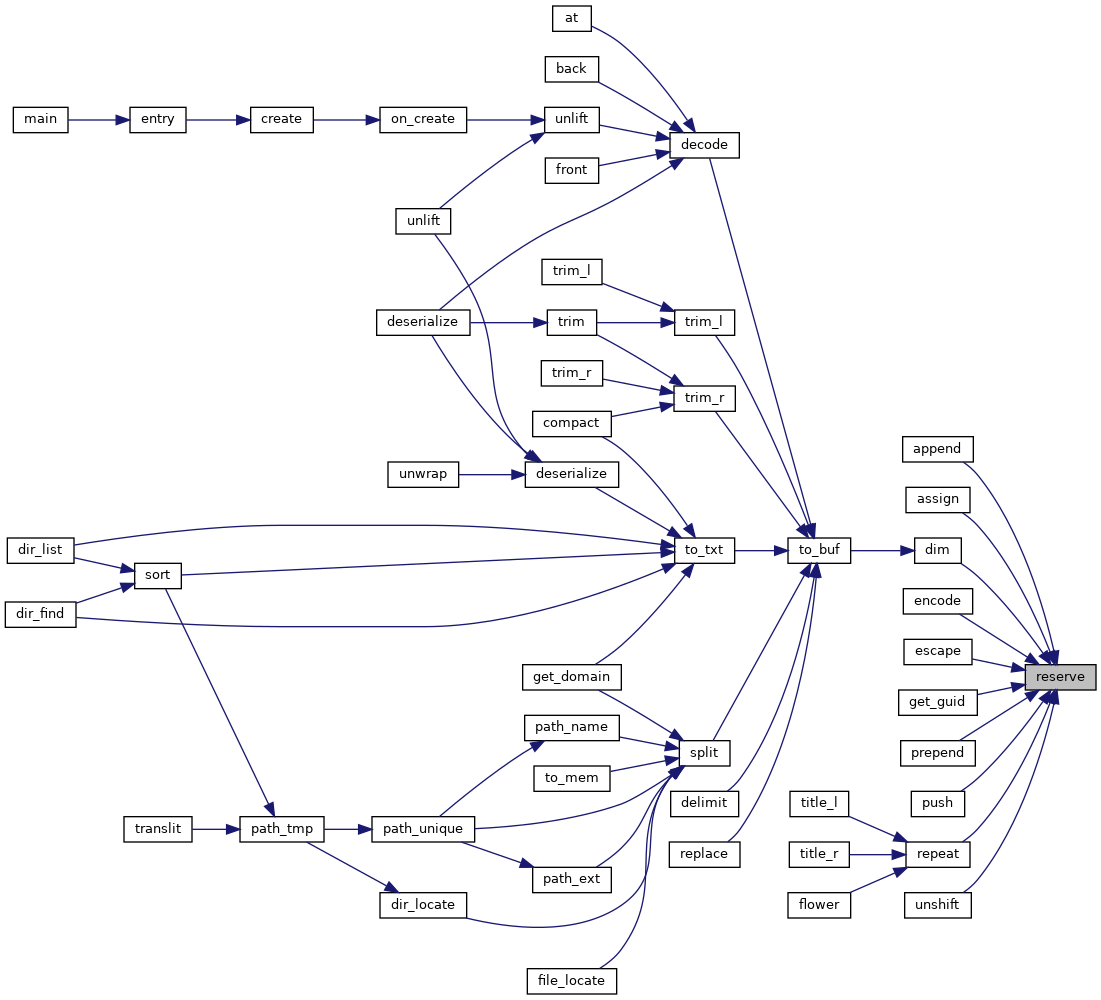 at
back
main
entry
create
on_create
unlift
decode
front
unlift
trim_l
deserialize
trim
trim_l
trim_r
trim_r
compact
append
unwrap
deserialize
assign
dir_list
to_txt
to_buf
dim
sort
dir_find
encode
escape
get_domain
reserve
get_guid
path_name
split
prepend
to_mem
delimit
title_l
push
translit
path_tmp
path_unique
replace
title_r
repeat
path_ext
dir_locate
flower
unshift
file_locate